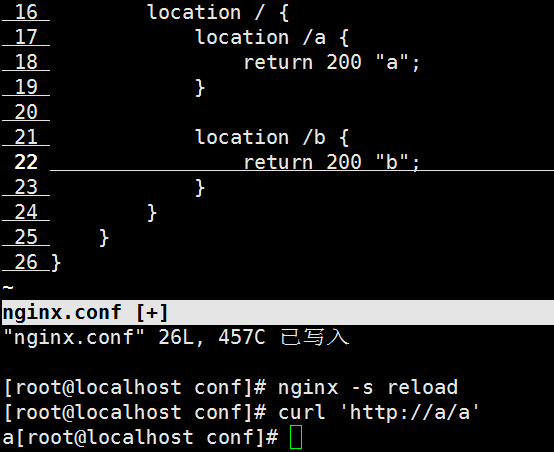 16        location / {
17            location /a {
18                return 200 "a";
19            }
20
21            location /b {
22                return 200 "b";
23            }
24        }
25    }
26 }
~
nginx.conf [+]
"nginx.conf" 26L, 457C 已写入
[root@localhost conf]# nginx -s reload
[root@localhost conf]# curl 'http://a/a'
a[root@localhost conf]#